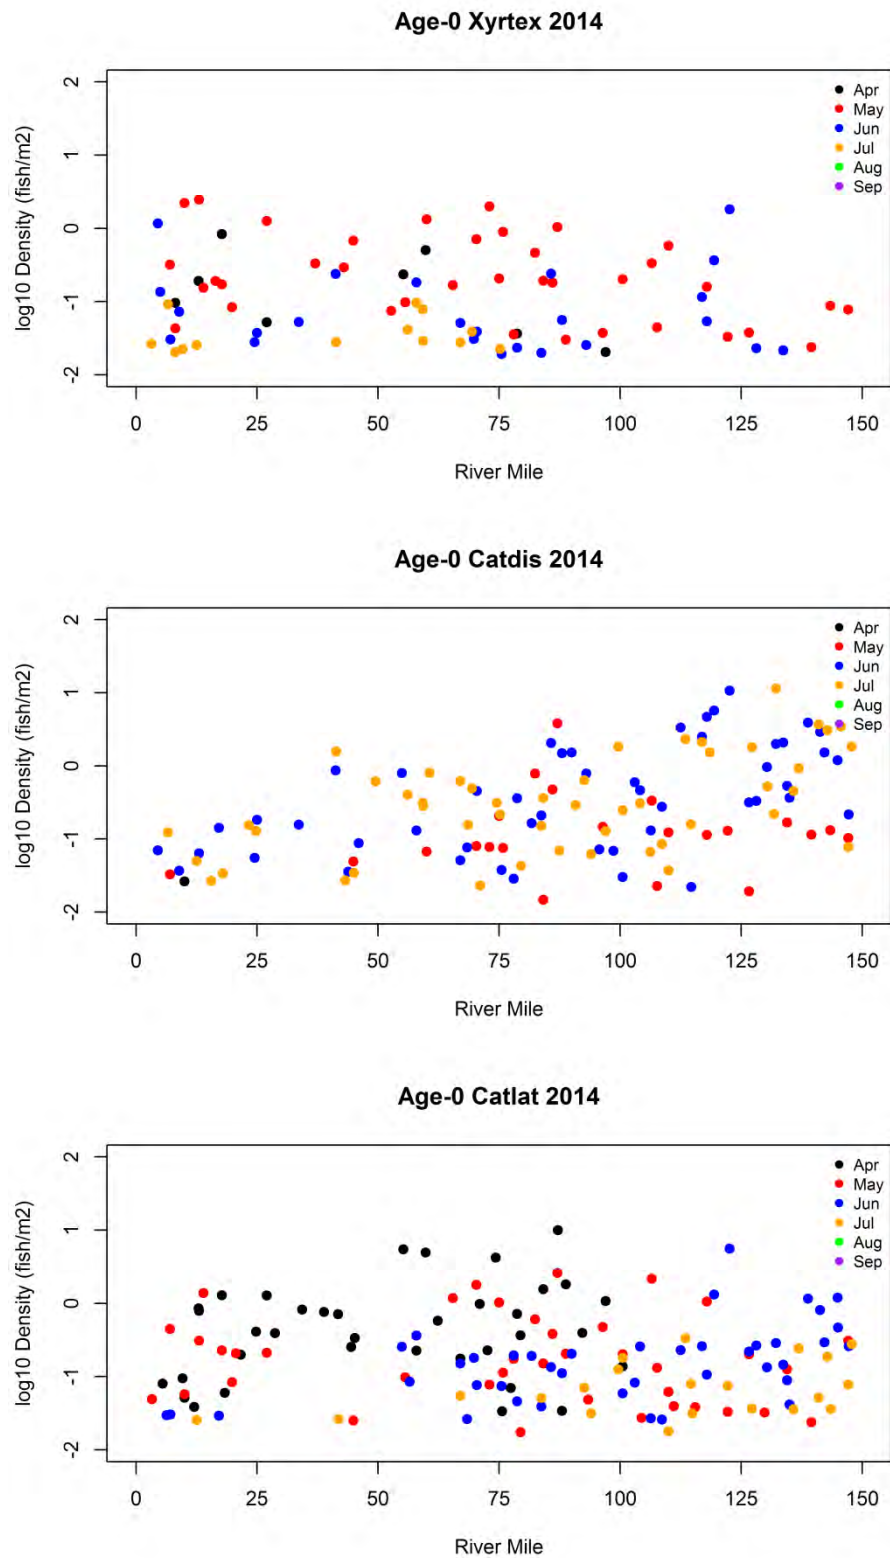 Age-0 Xyrtex 2014
log10 Density (fish/m2)
2
1
0
-1
-2
Apr
May
Jun
Jul
Aug
Sep
0 25 50 75 100 125 150
River Mile
Age-0 Catdis 2014
log10 Density (fish/m2)
2
1
0
-1
-2
Apr
May
Jun
Jul
Aug
Sep
0 25 50 75 100 125 150
River Mile
Age-0 Catlat 2014
log10 Density (fish/m2)
2
1
0
-1
-2
Apr
May
Jun
Jul
Aug
Sep
0 25 50 75 100 125 150
River Mile